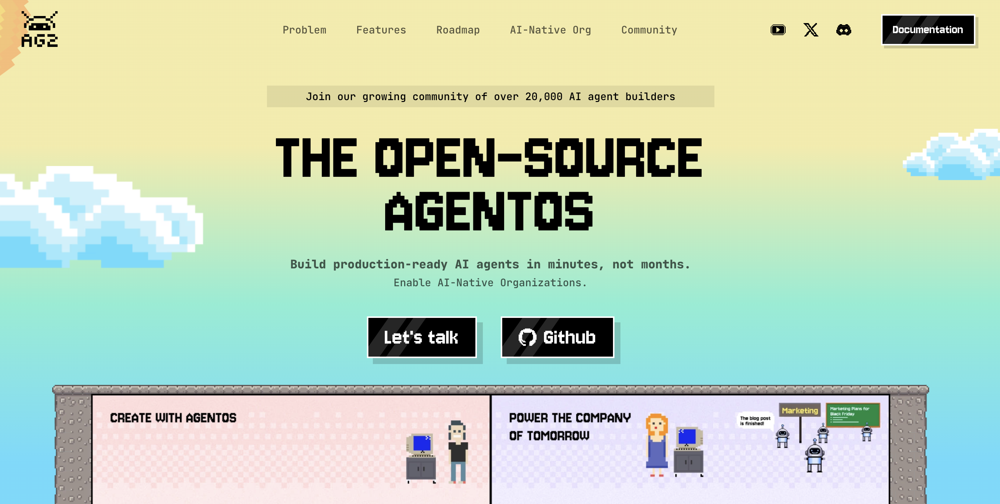 AG2
Problem
Features
Roadmap
AI-Native Org
Community
Documentation
Join our growing community of over 20,000 AI agent builders
THE OPEN-SOURCE
AGENTOS
Build production-ready AI agents in minutes, not months.
Enable AI-Native Organizations.
Let's talk
Github
CREATE WITH AGENTOS
POWER THE COMPANY
OF TOMORROW
The blog post
is finished!
Marketing
Marketing Plans for
Black Friday